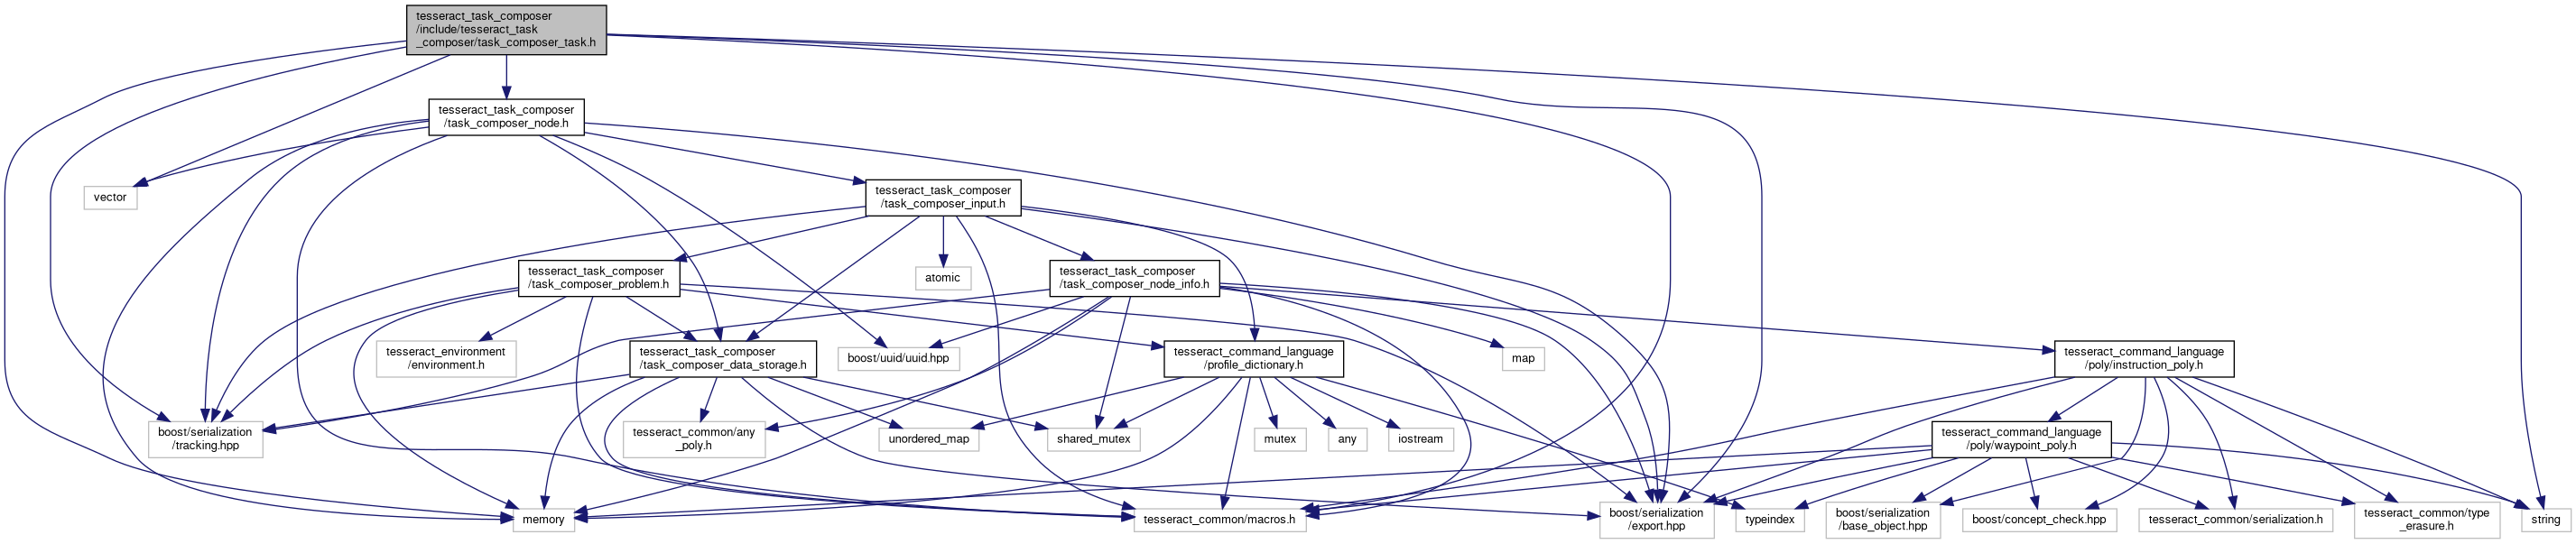 tesseract_task_composer
/include/tesseract_task
_composer/task_composer_task.h
tesseract_task_composer
/task_composer_node.h
vector
tesseract_task_composer
/task_composer_input.h
tesseract_task_composer
/task_composer_problem.h
atomic
tesseract_task_composer
/task_composer_node_info.h
tesseract_environment
/environment.h
tesseract_task_composer
/task_composer_data_storage.h
boost/uuid/uuid.hpp
tesseract_command_language
/profile_dictionary.h
map
tesseract_command_language
/poly/instruction_poly.h
boost/serialization
/tracking.hpp
tesseract_common/any
_poly.h
unordered_map
shared_mutex
mutex
any
iostream
tesseract_command_language
/poly/waypoint_poly.h
memory
tesseract_common/macros.h
boost/serialization
/export.hpp
typeindex
boost/serialization
/base_object.hpp
boost/concept_check.hpp
tesseract_common/serialization.h
tesseract_common/type
_erasure.h
string